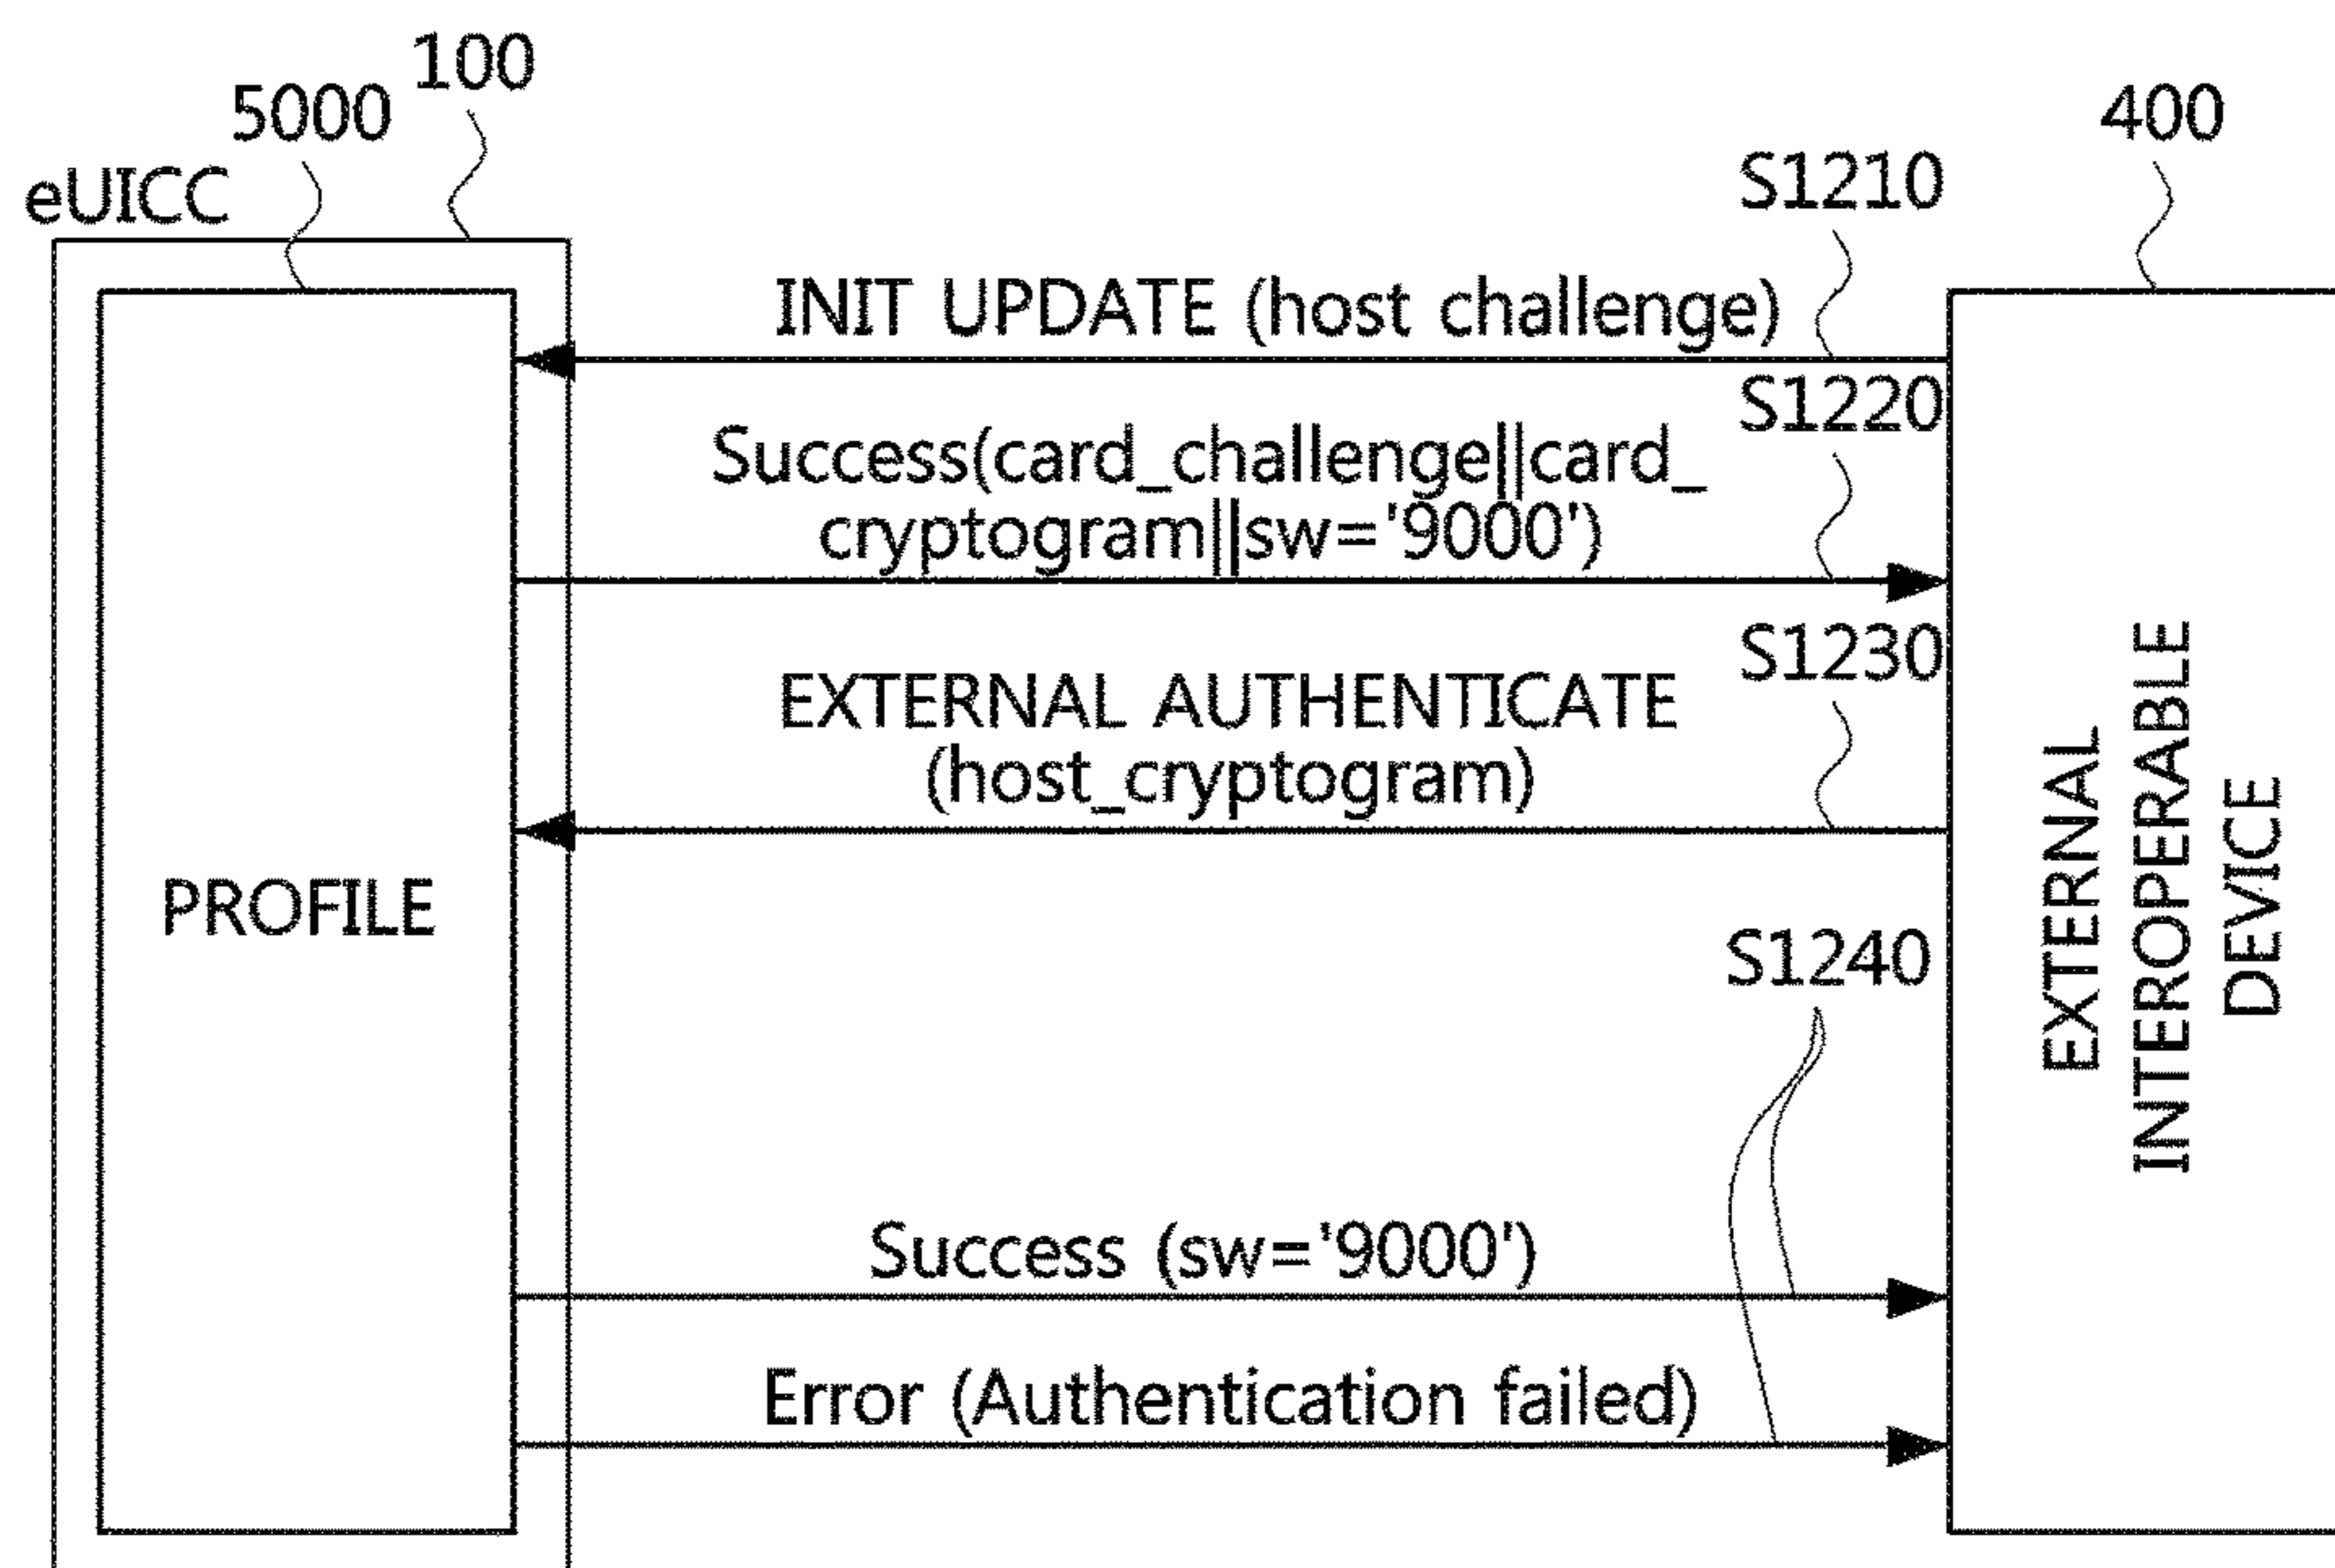 100
5000
400
eUICC
S1210
INIT UPDATE (host challenge)
S1220
Success(card_challenge||card_
cryptogram||sw='9000')
S1230
EXTERNAL AUTHENTICATE
(host_cryptogram)
PROFILE
EXTERNAL
INTEROPERABLE
DEVICE
S1240
Success (sw='9000')
Error (Authentication failed)